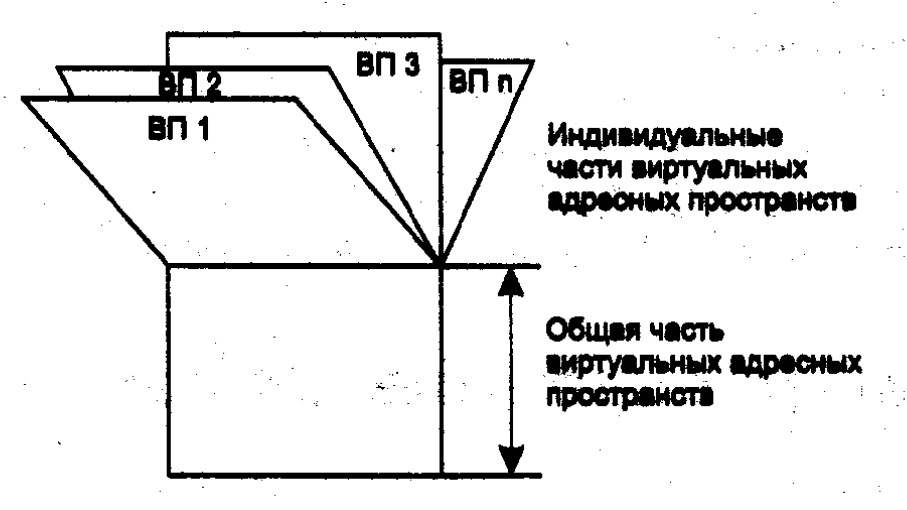 ВП 3
ВП n
ВП 2
ВП 1
Индивидуальные
части виртуальных
адресных пространств
Общая часть
виртуальных адресных
пространств